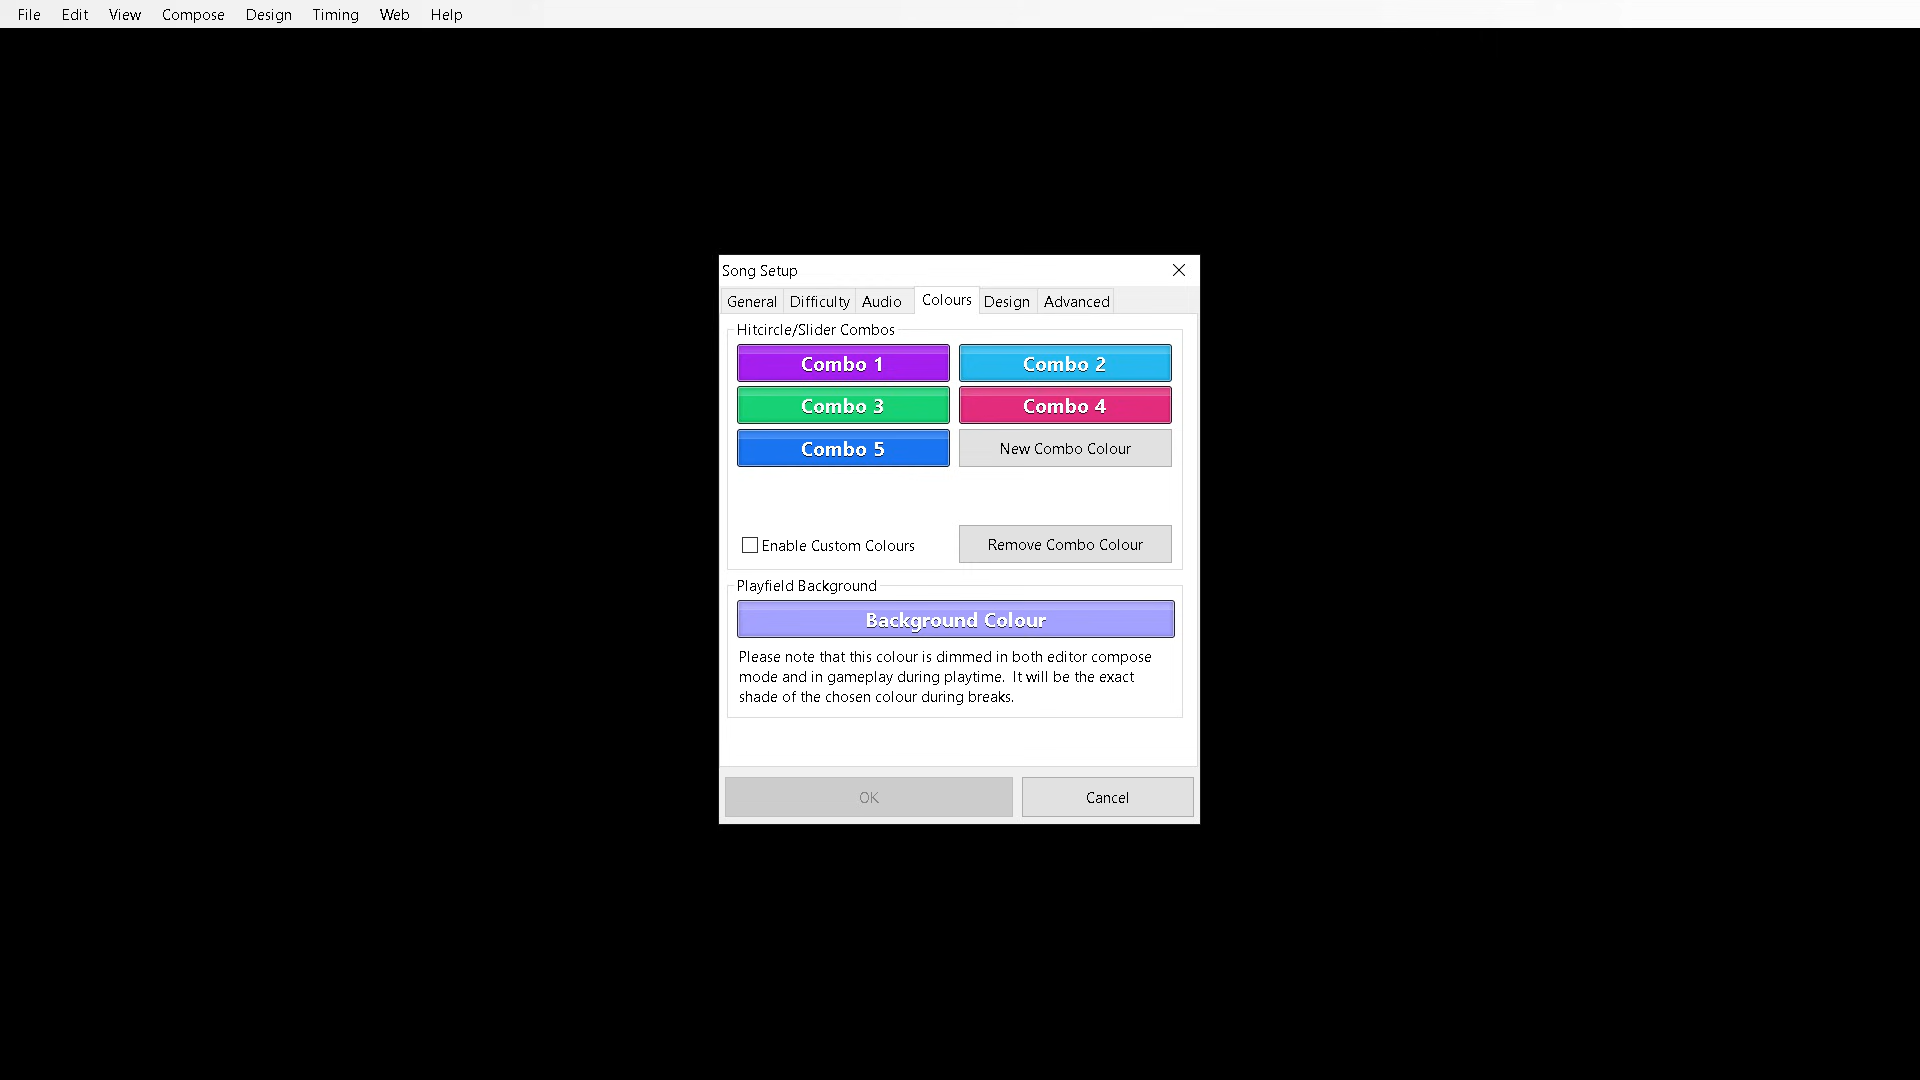 File Edit View Compose Design Timing Web Help
Song Setup
General Difficulty Audio Colours Design Advanced
Hitcircle/Slider Combos
Combo 1 Combo 2
Combo 3 Combo 4
Combo 5 New Combo Colour
Enable Custom Colours Remove Combo Colour
Playfield Background
Background Colour
Please note that this colour is dimmed in both editor compose
mode and in gameplay during playtime. It will be the exact
shade of the chosen colour during breaks.
OK Cancel